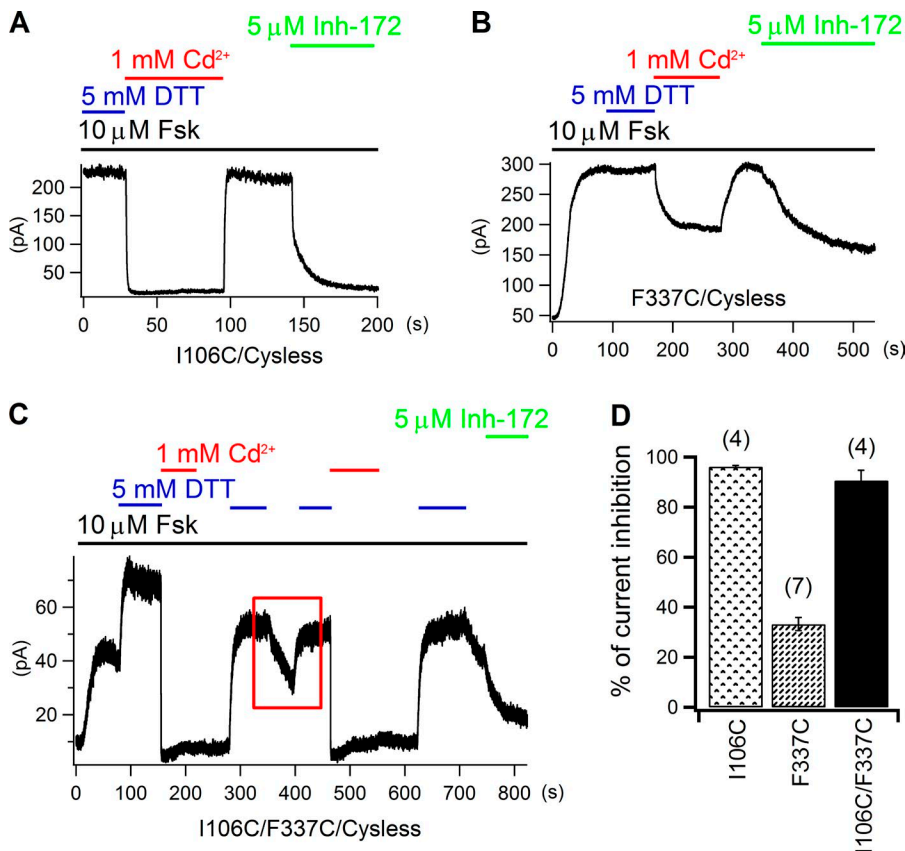 A
5 μM Inh-172
1 mM Cd²⁺
5 mM DTT
10 μM Fsk
200
150
100
50
(pA)
0
50
100
150
200
(s)
I106C/Cysless
B
5 μM Inh-172
1 mM Cd²⁺
5 mM DTT
10 μM Fsk
300
250
200
(pA)
100
50
F337C/Cysless
0
100
200
300
400
500
(s)
C
5 μM Inh-172
1 mM Cd²⁺
5 mM DTT
10 μM Fsk
60
40
20
(pA)
0
100
200
300
400
500
600
700
800
(s)
I106C/F337C/Cysless
D
(4)
(7)
(4)
100
80
60
40
20
0
% of current inhibition
I106C
F337C
I106C/F337C